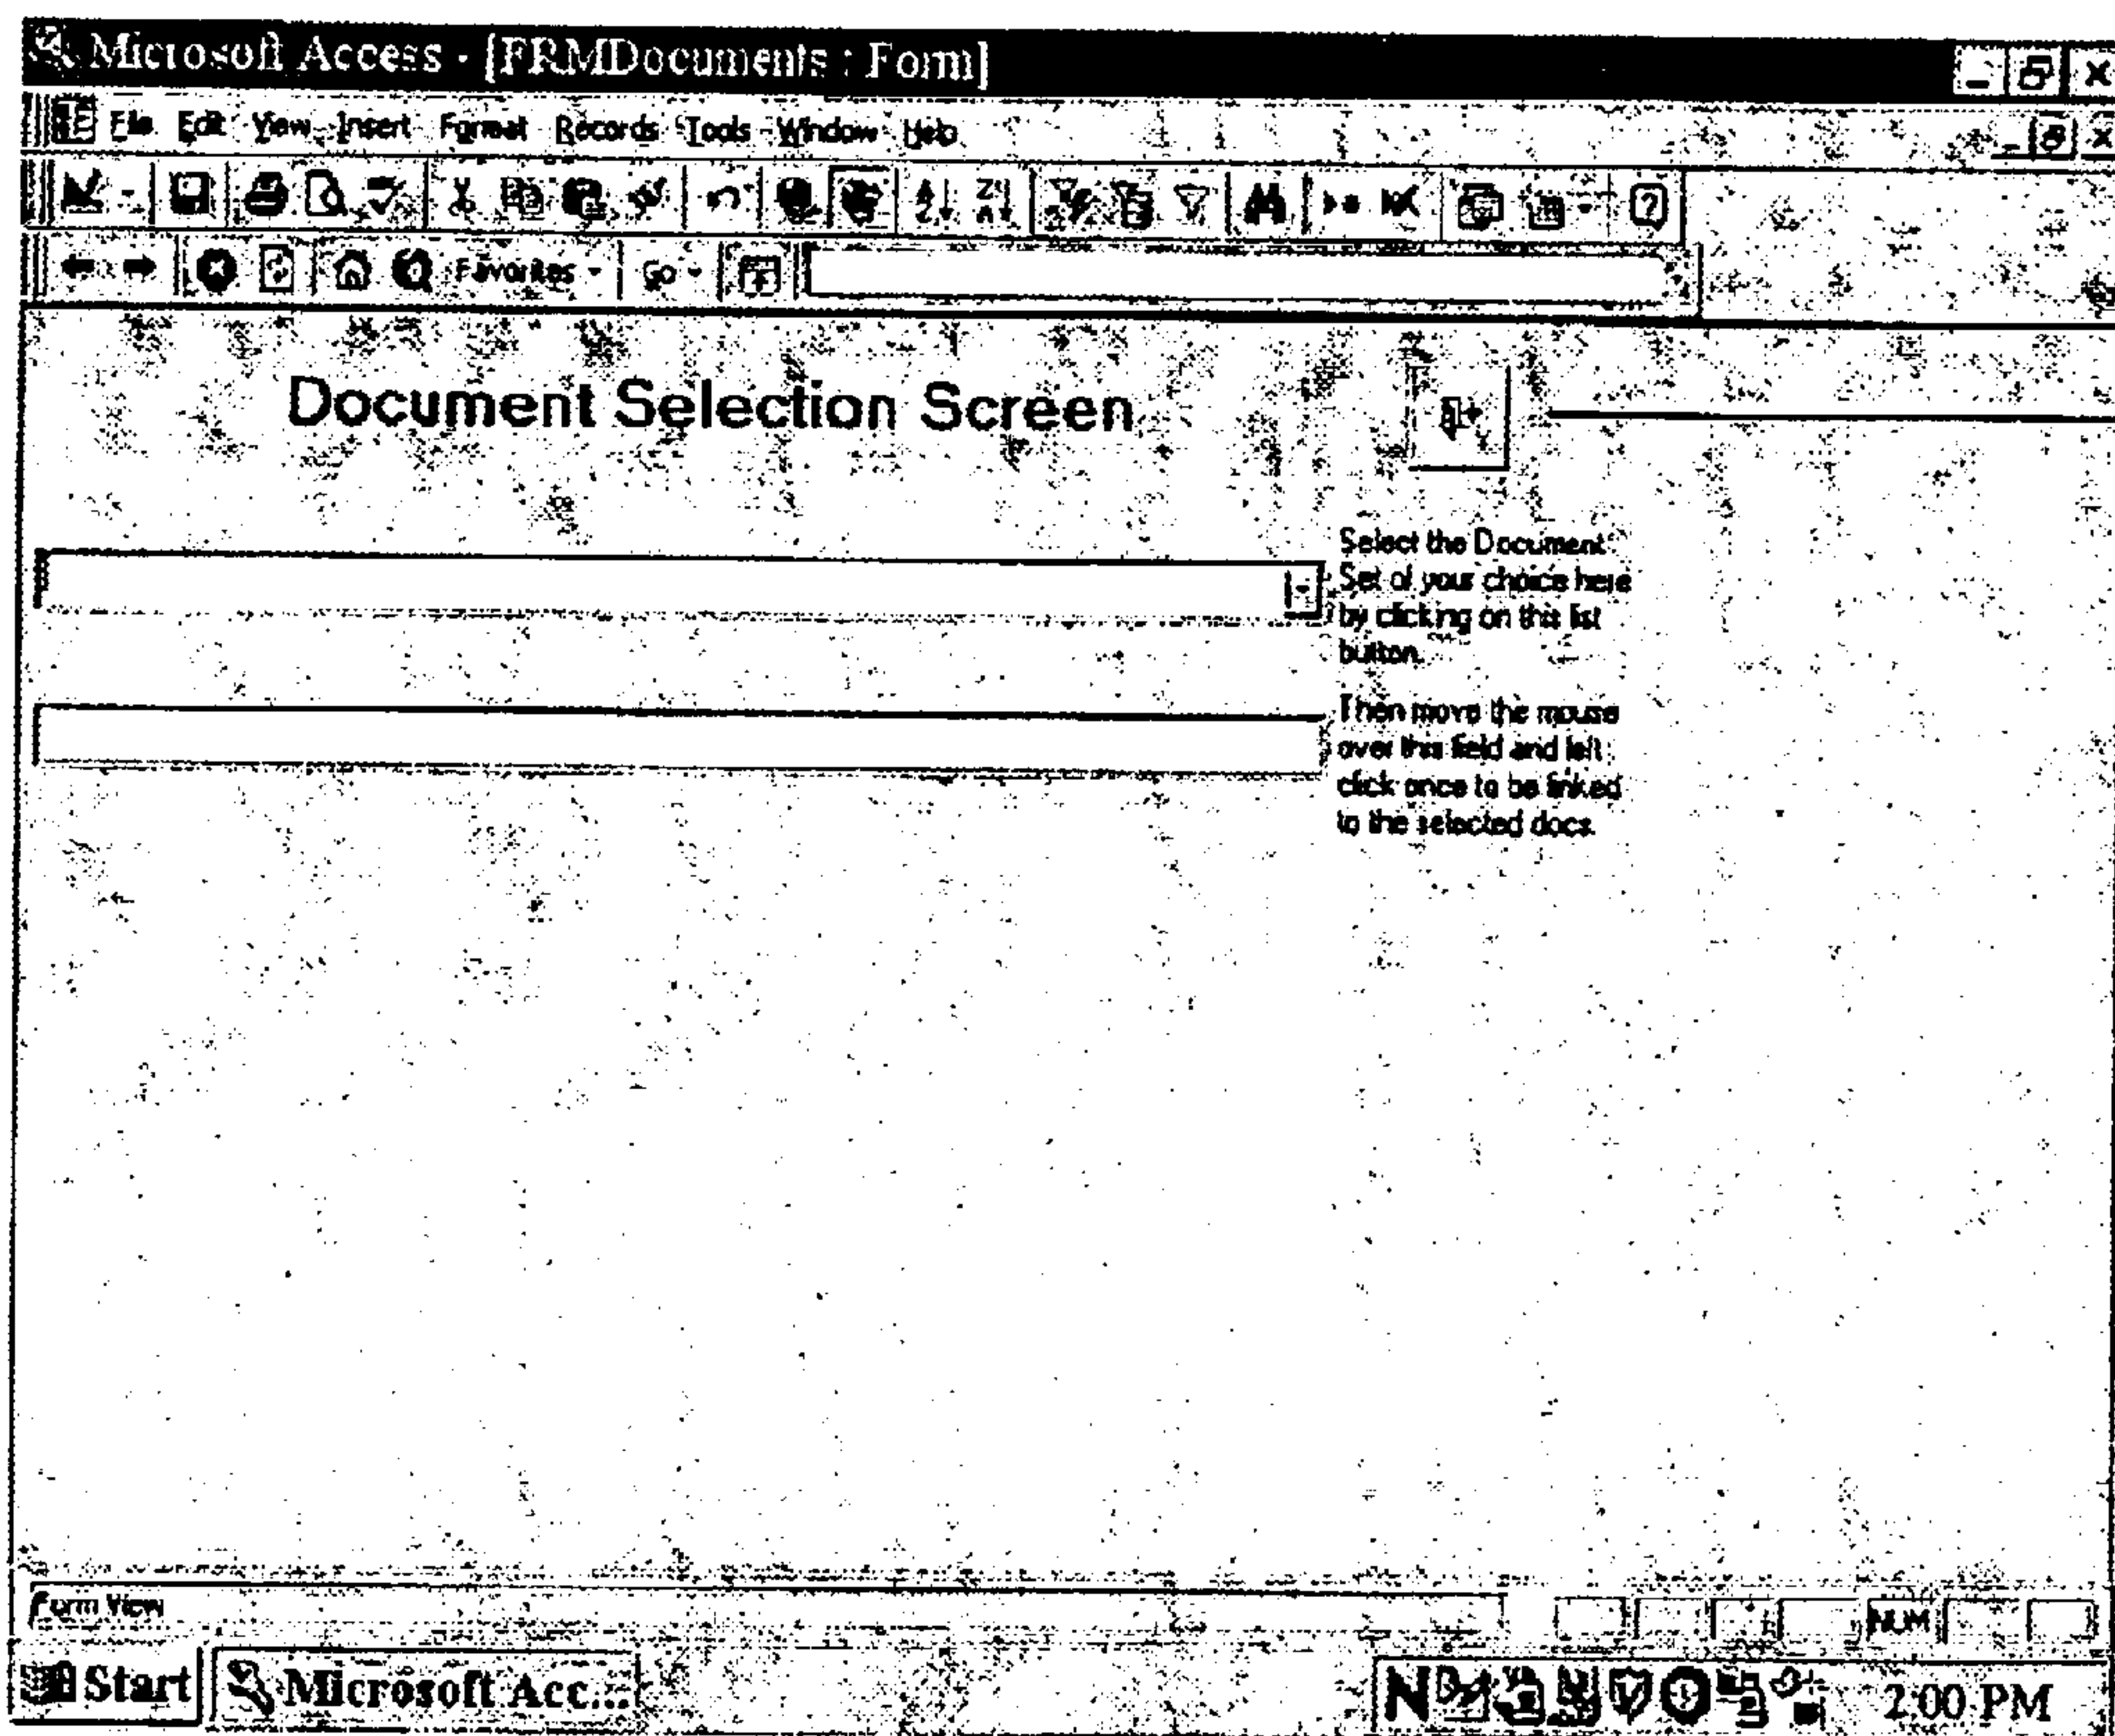 Microsoft Access - [FRMDocuments : Form]
File Edit View Insert Format Records Tools Window Help
Favorites Go
Document Selection Screen
Select the Document
Set of your choice here
by clicking on this list
button.
Then move the mouse
over this field and left
click once to be linked
to the selected docs.
Form View
NUM
Start Microsoft Acc... N 2:00 PM